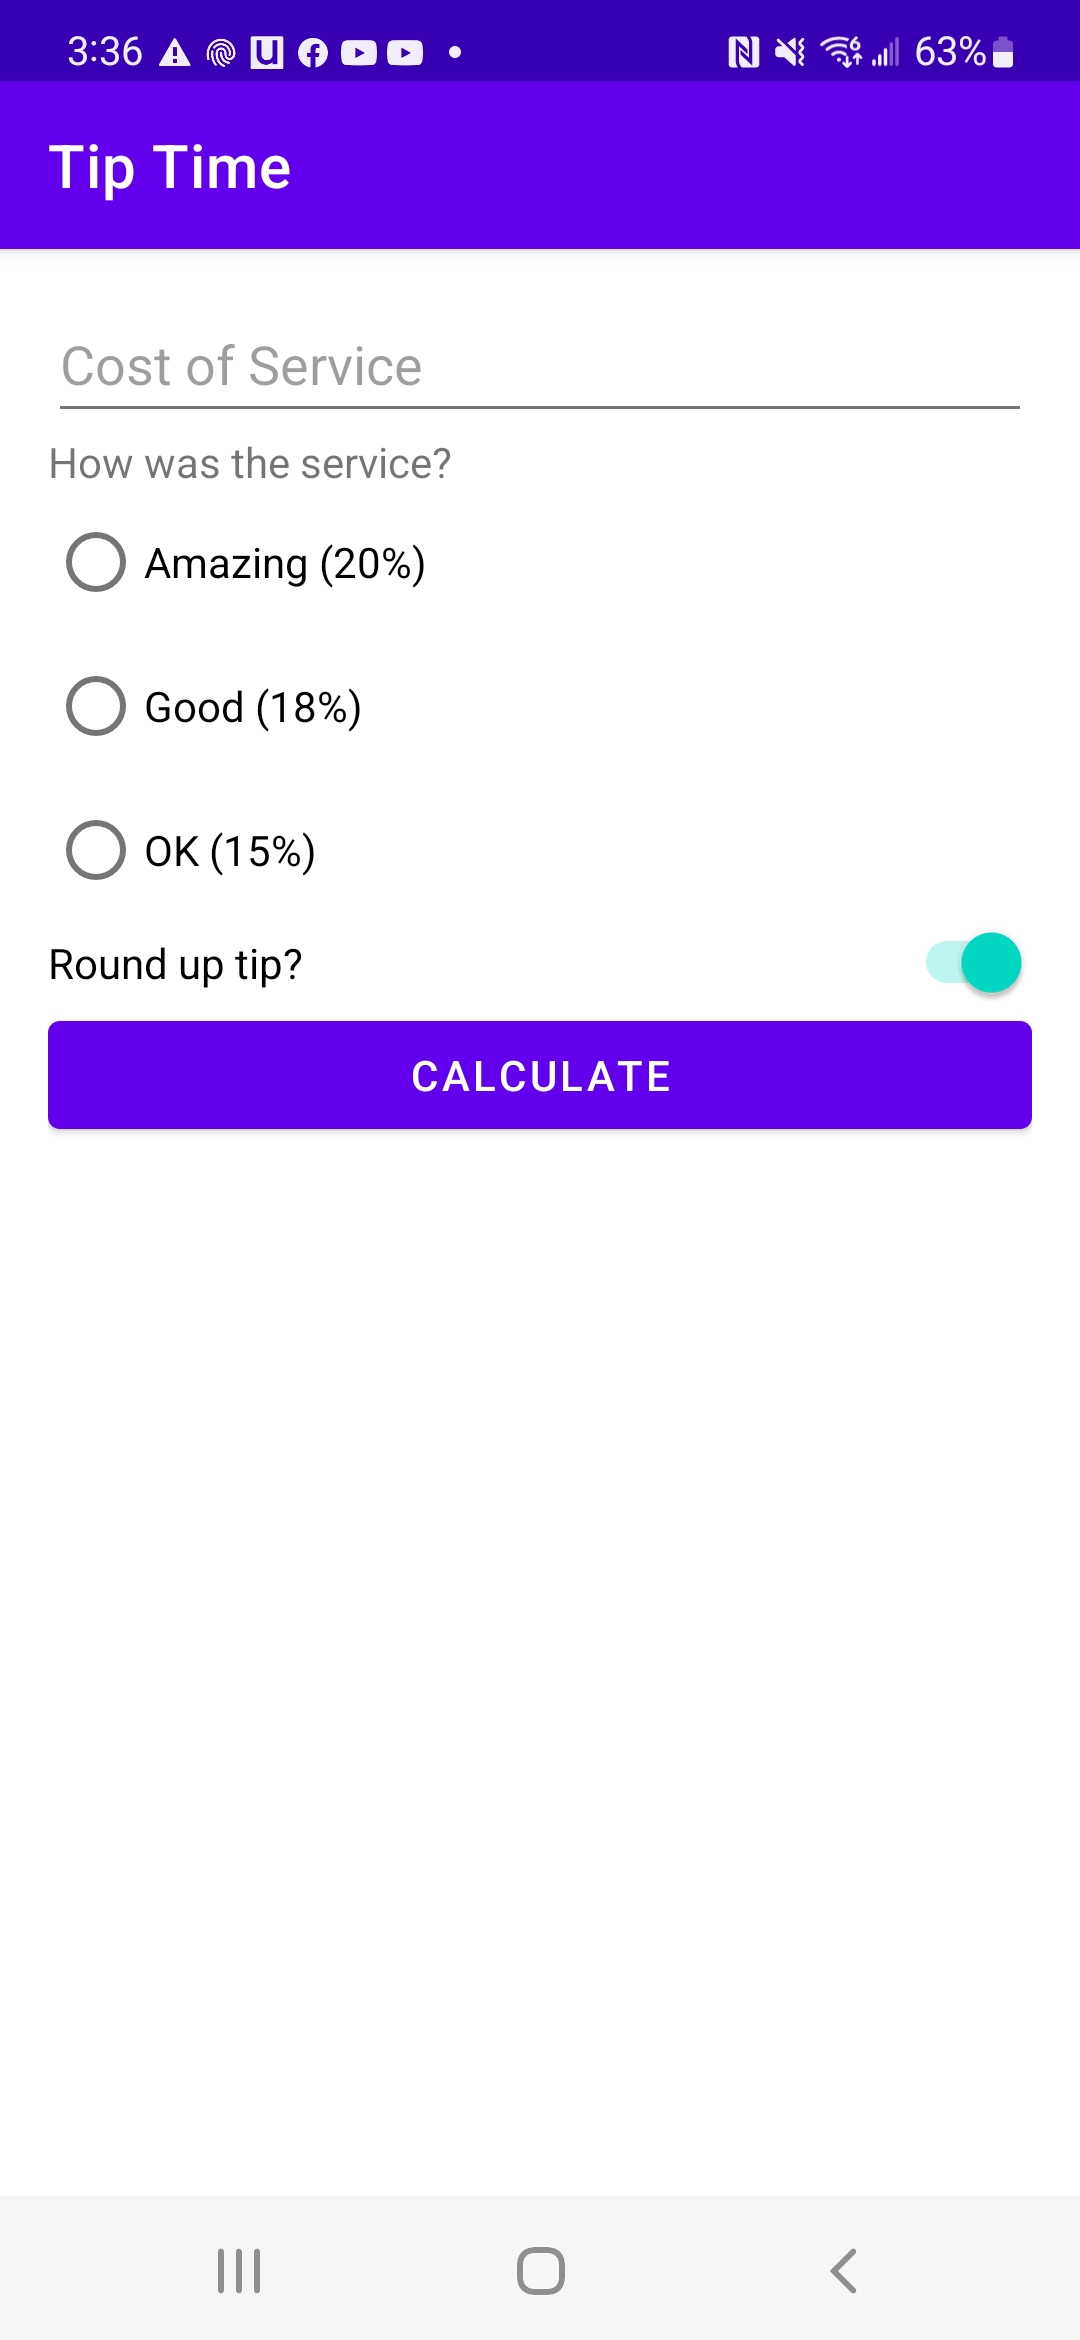 3:36 63%
Tip Time
Cost of Service
How was the service?
Amazing (20%)
Good (18%)
OK (15%)
Round up tip?
CALCULATE